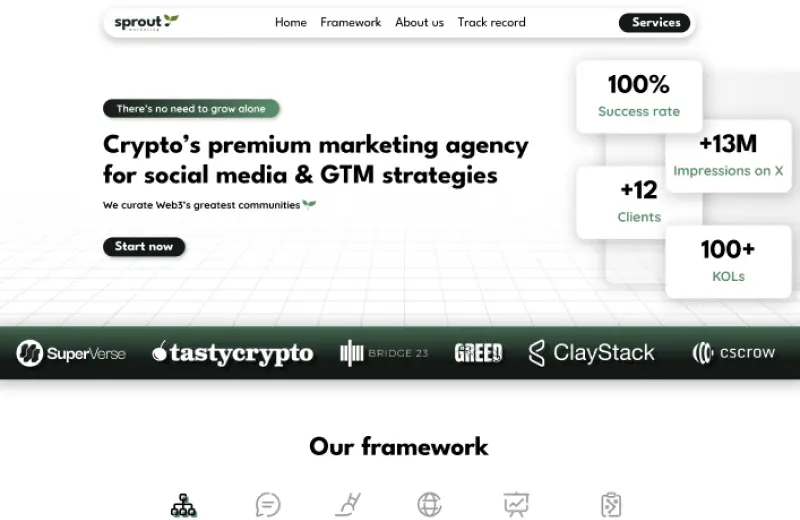 sprout
marketing
Home Framework About us Track record
Services
There's no need to grow alone
Crypto's premium marketing agency
for social media & GTM strategies
We curate Web3's greatest communities
Start now
100%
Success rate
+13M
Impressions on X
+12
Clients
100+
KOLs
SuperVerse tastycrypto BRIDGE 23 GREED ClayStack cscrow
Our framework